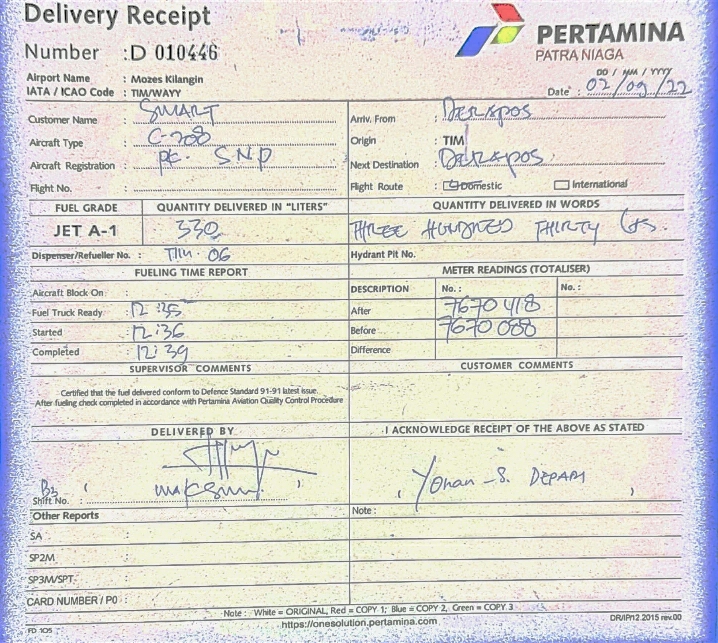 Delivery Receipt
PERTAMINA
PATRA NIAGA
Number : D 010446
Airport Name : Mozes Kilangin
IATA / ICAO Code : TIM/WAYY
DD / MM / YYYY
Date : 02/09/22
Customer Name : SMART
Arriv. From : DEKAPOS
Aircraft Type : C-208
Origin : TIM
Aircraft Registration : PK-SNP
Next Destination : DEKAPOS
Flight No. :
Flight Route : Domestic International
FUEL GRADE QUANTITY DELIVERED IN "LITERS" QUANTITY DELIVERED IN WORDS
JET A-1 330 THREE HUNDRED THIRTY
Dispenser/Refueller No. : TIM. 06 Hydrant Pit No.
FUELING TIME REPORT METER READINGS (TOTALISER)
Aircraft Block On : DESCRIPTION No. : No. :
Fuel Truck Ready : 12:35 After 7670418
Started : 12:36 Before 7670088
Completed : 12:39 Difference
SUPERVISOR COMMENTS CUSTOMER COMMENTS
Certified that the fuel delivered conform to Defence Standard 91-91 latest issue.
After fueling check completed in accordance with Pertamina Aviation Quality Control Procedure
DELIVERED BY I ACKNOWLEDGE RECEIPT OF THE ABOVE AS STATED
Shift No. :
( )
( Yohan -S. )
Other Reports Note :
SA :
SP2M :
SP3M/SPT :
CARD NUMBER / PO :
Note : White = ORIGINAL, Red = COPY 1; Blue = COPY 2, Green = COPY 3
https://onesolution.pertamina.com
FD 105
DR/IP/12.2015 rev.00